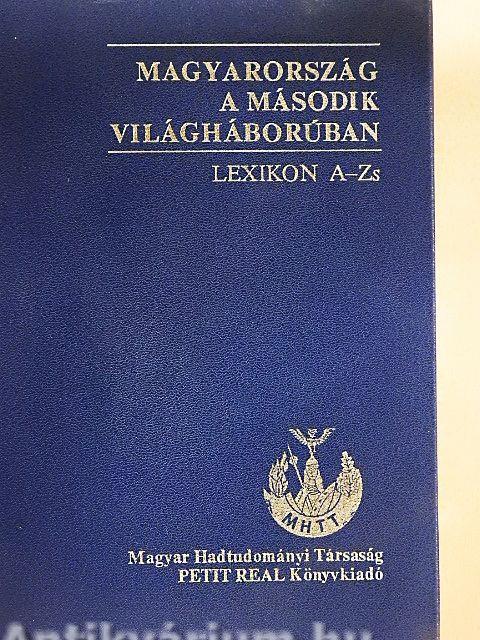 MAGYARORSZÁG
A MÁSODIK
VILÁGHÁBORÚBAN
LEXIKON A–Zs
MHTT
Magyar Hadtudományi Társaság
PETIT REAL Könyvkiadó
Antikvárium.hu